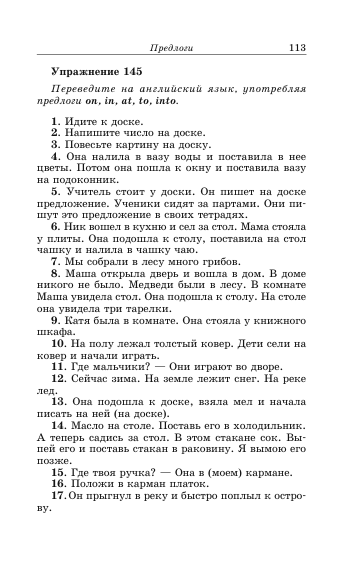 Предлоги 113
Упражнение 145
Переведите на английский язык, употребляя
предлоги on, in, at, to, into.
1. Идите к доске.
2. Напишите число на доске.
3. Повесьте картину на доску.
4. Она налила в вазу воды и поставила в нее
цветы. Потом она пошла к окну и поставила вазу
на подоконник.
5. Учитель стоит у доски. Он пишет на доске
предложение. Ученики сидят за партами. Они пи-
шут это предложение в своих тетрадях.
6. Ник вошел в кухню и сел за стол. Мама стояла
у плиты. Она подошла к столу, поставила на стол
чашку и налила в чашку чаю.
7. Мы собрали в лесу много грибов.
8. Маша открыла дверь и вошла в дом. В доме
никого не было. Медведи были в лесу. В комнате
Маша увидела стол. Она подошла к столу. На столе
она увидела три тарелки.
9. Катя была в комнате. Она стояла у книжного
шкафа.
10. На полу лежал толстый ковер. Дети сели на
ковер и начали играть.
11. Где мальчики? — Они играют во дворе.
12. Сейчас зима. На земле лежит снег. На реке
лед.
13. Она подошла к доске, взяла мел и начала
писать на ней (на доске).
14. Масло на столе. Поставь его в холодильник.
А теперь садись за стол. В этом стакане сок. Вы-
пей его и поставь стакан в раковину. Я вымою его
позже.
15. Где твоя ручка? — Она в (моем) кармане.
16. Положи в карман платок.
17. Он прыгнул в реку и быстро поплыл к остро-
ву.